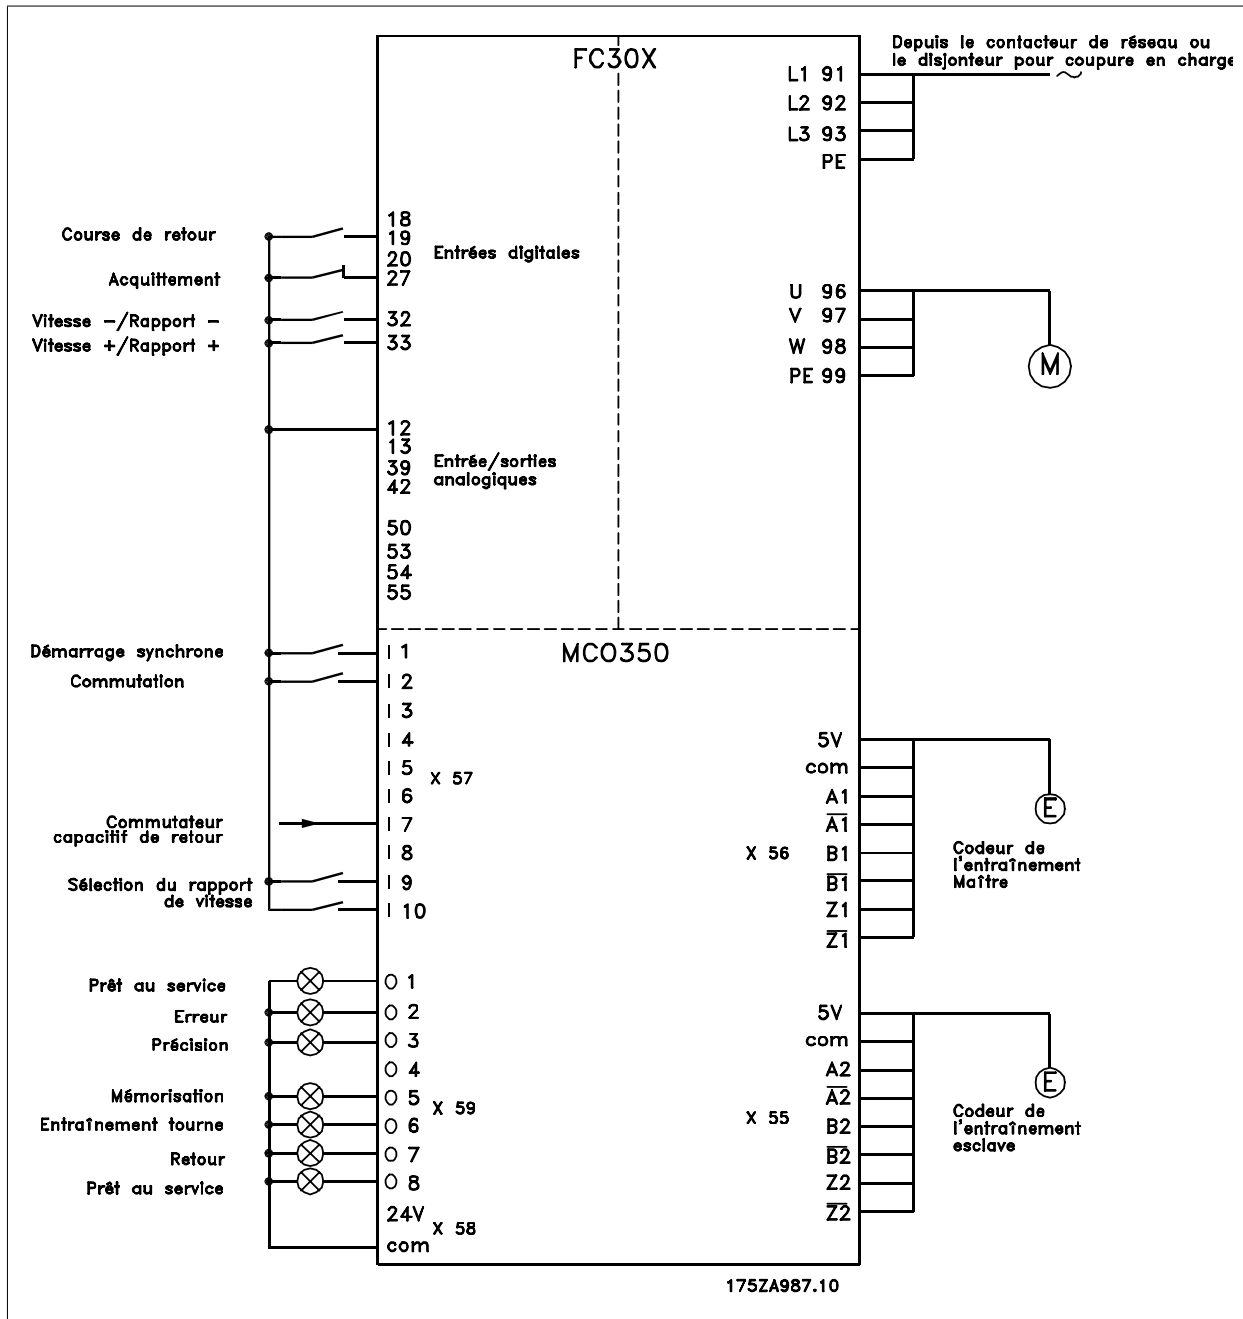 FC30X
Depuis le contacteur de réseau ou
le disjonteur pour coupure en charge
L1 91
L2 92
L3 93
PE
Course de retour
Acquittement
Vitesse -/Rapport -
Vitesse +/Rapport +
18
19
20
27
32
33
Entrées digitales
U 96
V 97
W 98
PE 99
M
12
13
39
42
50
53
54
55
Entrée/sorties
analogiques
MCO350
Démarrage synchrone
Commutation
Commutateur
capacitif de retour
Sélection du rapport
de vitesse
I 1
I 2
I 3
I 4
I 5
I 6
I 7
I 8
I 9
I 10
X 57
5V
com
A1
A̅1̅
B1
B̅1̅
Z1
Z̅1̅
X 56
E
Codeur de
l'entraînement
Maître
Prêt au service
Erreur
Précision
Mémorisation
Entraînement tourne
Retour
Prêt au service
O 1
O 2
O 3
O 4
O 5
O 6
O 7
O 8
X 59
24V
com
X 58
5V
com
A2
A̅2̅
B2
B̅2̅
Z2
Z̅2̅
X 55
E
Codeur de
l'entraînement
esclave
175ZA987.10